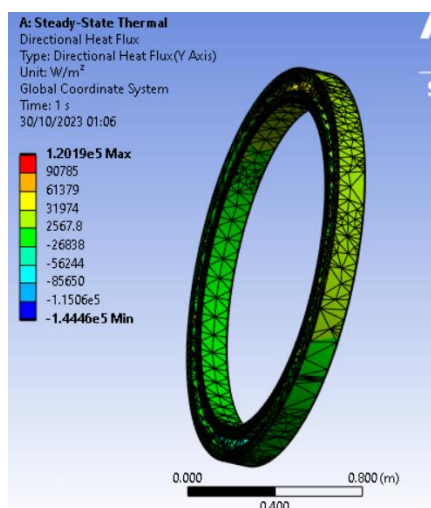 A: Steady-State Thermal
Directional Heat Flux
Type: Directional Heat Flux(Y Axis)
Unit: W/m²
Global Coordinate System
Time: 1 s
30/10/2023 01:06
1.2019e5 Max
90785
61379
31974
2567.8
-26838
-56244
-85650
-1.1506e5
-1.4446e5 Min
0.000 0.800 (m)
0.400